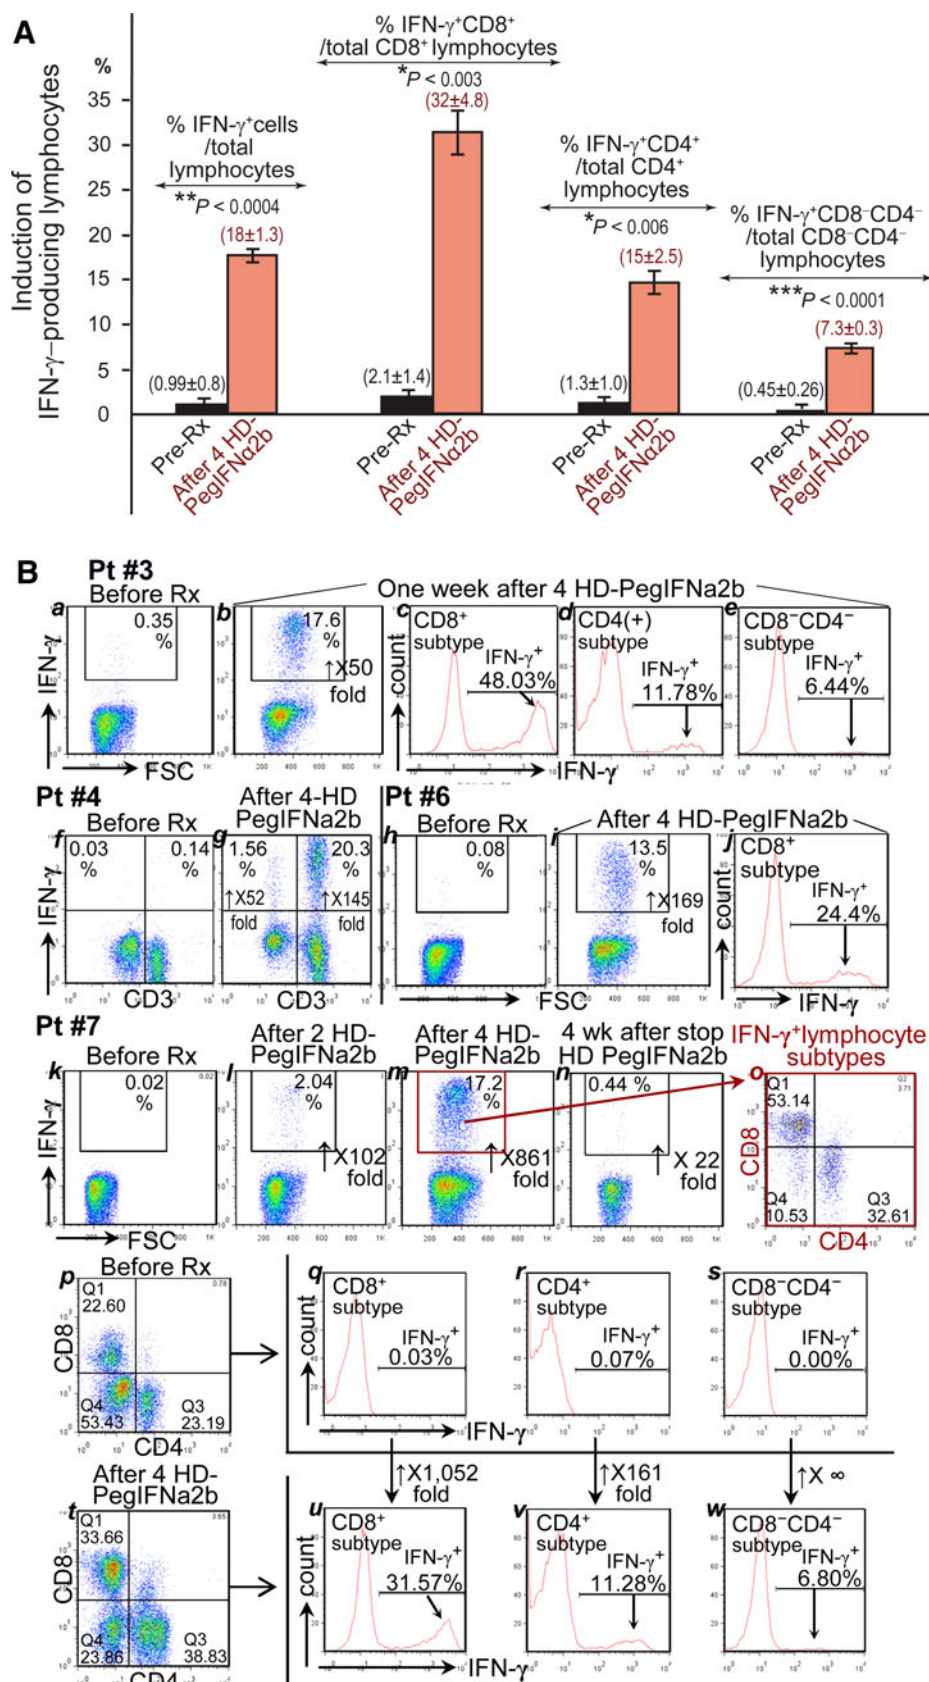 A
%
% IFN-γ⁺CD8⁺
/total CD8⁺ lymphocytes
*P < 0.003
(32±4.8)
% IFN-γ⁺cells
/total
lymphocytes
**P < 0.0004
(18±1.3)
% IFN-γ⁺CD4⁺
/total CD4⁺
lymphocytes
*P < 0.006
(15±2.5)
% IFN-γ⁺CD8⁻CD4⁻
/total CD8⁻CD4⁻
lymphocytes
***P < 0.0001
(7.3±0.3)
Induction of
IFN-γ–producing lymphocytes
35
30
25
20
15
10
5
0
(0.99±0.8)
(2.1±1.4)
(1.3±1.0)
(0.45±0.26)
Pre-Rx
After 4 HD-
PegIFNα2b
Pre-Rx
After 4 HD-
PegIFNα2b
Pre-Rx
After 4 HD-
PegIFNα2b
Pre-Rx
After 4 HD-
PegIFNα2b
B
Pt #3
Before Rx
One week after 4 HD-PegIFNa2b
a
0.35
%
b
17.6
%
↑X50
fold
c
CD8⁺
subtype
IFN-γ⁺
48.03%
d
CD4(+)
subtype
IFN-γ⁺
11.78%
e
CD8⁻CD4⁻
subtype
IFN-γ⁺
6.44%
IFN-γ
FSC
count
IFN-γ
Pt #4
Before Rx
After 4-HD
PegIFNa2b
f
0.03
%
0.14
%
g
1.56
%
20.3
%
↑X52
fold
↑X145
fold
IFN-γ
CD3
CD3
Pt #6
Before Rx
After 4 HD-PegIFNa2b
h
0.08
%
i
13.5
%
↑X169
fold
j
CD8⁺
subtype
IFN-γ⁺
24.4%
FSC
count
IFN-γ
Pt #7
Before Rx
After 2 HD-
PegIFNa2b
After 4 HD-
PegIFNa2b
4 wk after stop
HD PegIFNa2b
IFN-γ⁺lymphocyte
subtypes
k
0.02
0.02
%
l
2.04
%
↑X102
fold
m
17.2
%
↑X861
fold
n
0.44 %
↑X 22
fold
o
Q1
53.14
Q2
3.71
Q4
10.53
Q3
32.61
IFN-γ
FSC
CD8
CD4
Before Rx
p
Q1
22.60
0.78
Q4
53.43
Q3
23.19
CD8
CD4
q
CD8⁺
subtype
IFN-γ⁺
0.03%
r
CD4⁺
subtype
IFN-γ⁺
0.07%
s
CD8⁻CD4⁻
subtype
IFN-γ⁺
0.00%
count
IFN-γ
↑X1,052
fold
↑X161
fold
↑X ∞
After 4 HD-
PegIFNa2b
t
Q1
33.66
3.65
Q4
23.86
Q3
38.83
CD8
CD4
u
CD8⁺
subtype
IFN-γ⁺
31.57%
v
CD4⁺
subtype
IFN-γ⁺
11.28%
w
CD8⁻CD4⁻
subtype
IFN-γ⁺
6.80%
count
IFN-γ